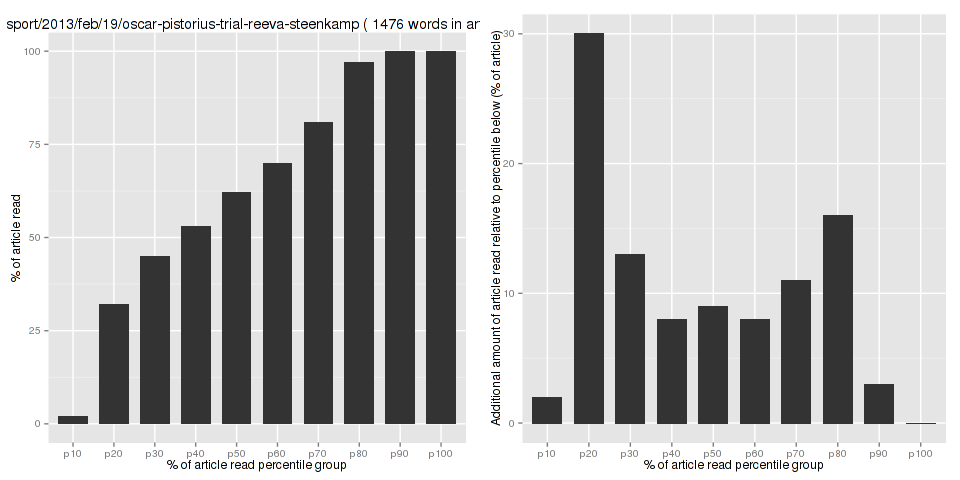 sport/2013/feb/19/oscar-pistorius-trial-reeva-steenkamp ( 1476 words in ar
100
75
50
25
0
% of article read
p10 p20 p30 p40 p50 p60 p70 p80 p90 p100
% of article read percentile group
30
20
10
0
Additional amount of article read relative to percentile below (% of article)
p10 p20 p30 p40 p50 p60 p70 p80 p90 p100
% of article read percentile group